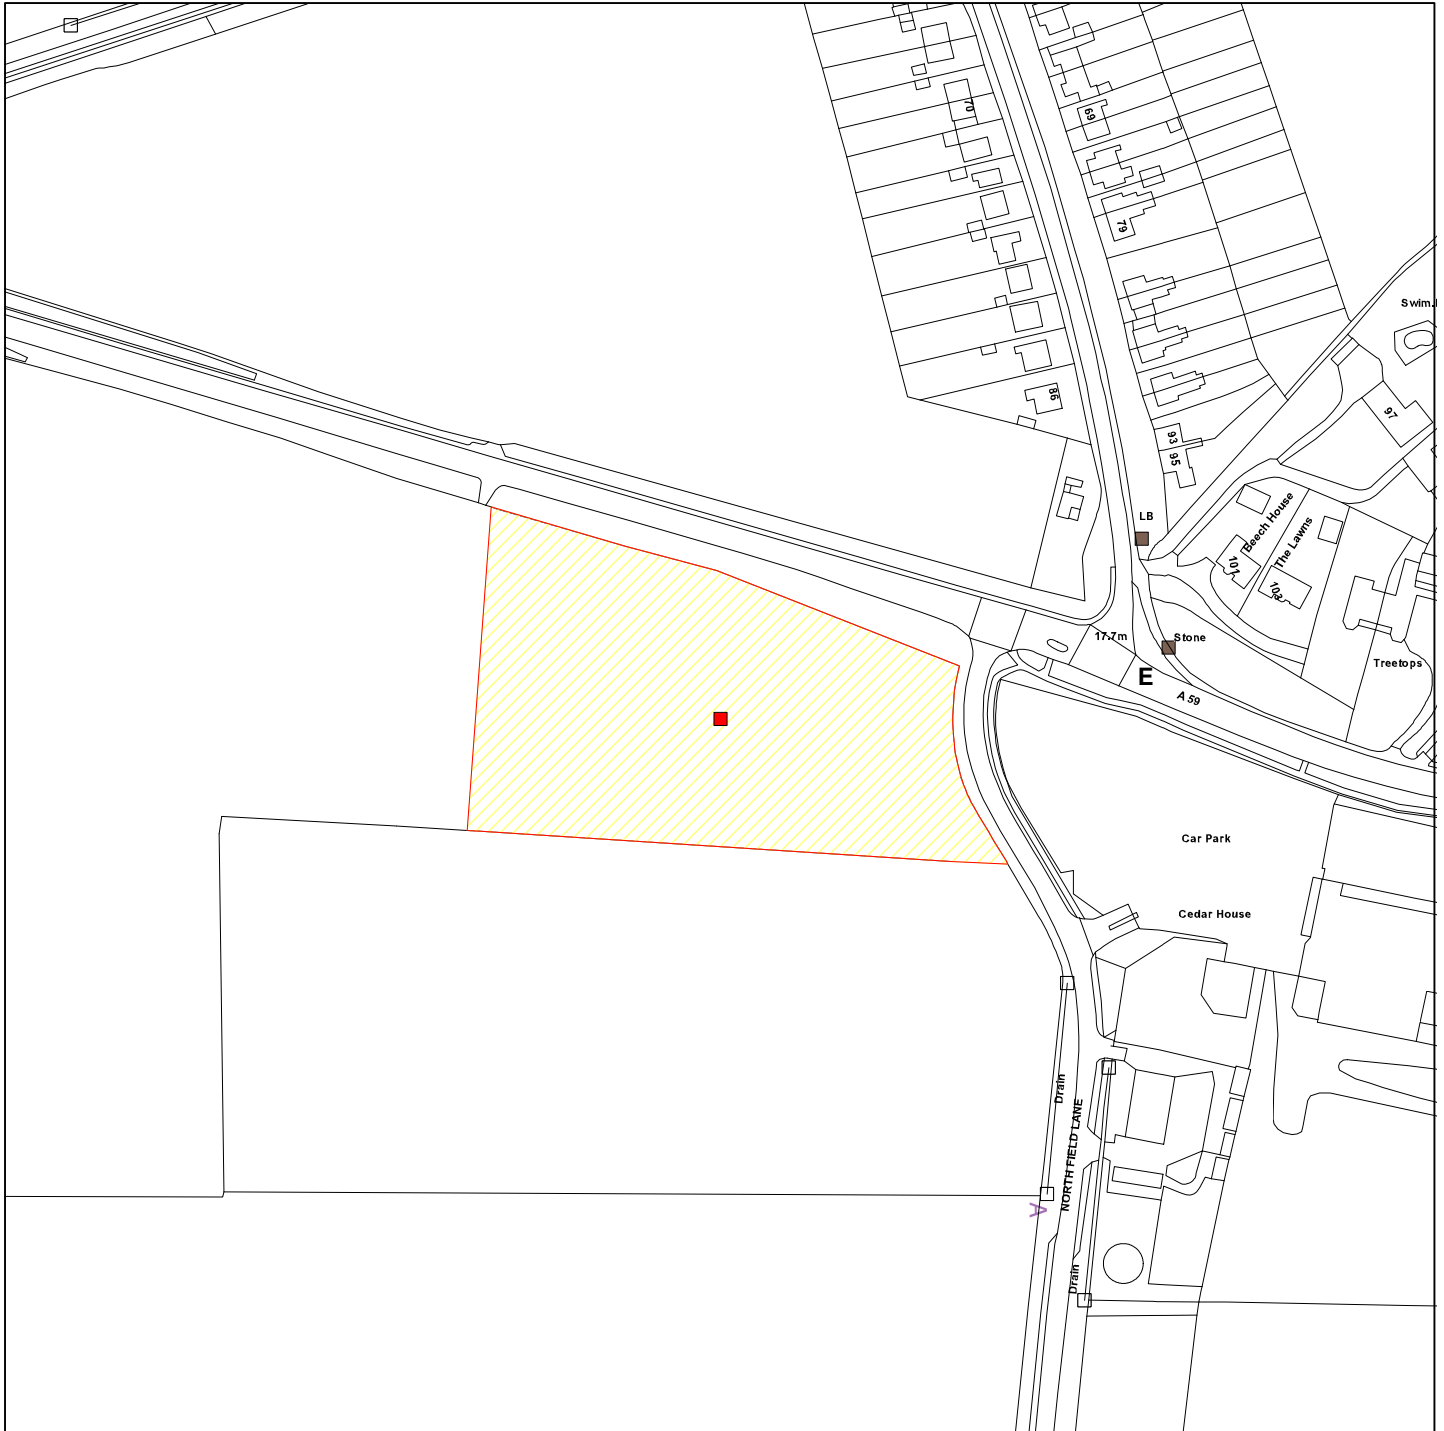 70
69
79
Swim.
86
97
93
95
LB
Beech House
The Lawns
101
103
17.7m
Stone
E
A 59
Treetops
Car Park
Cedar House
Drain
NORTH FIELD LANE
A
Drain